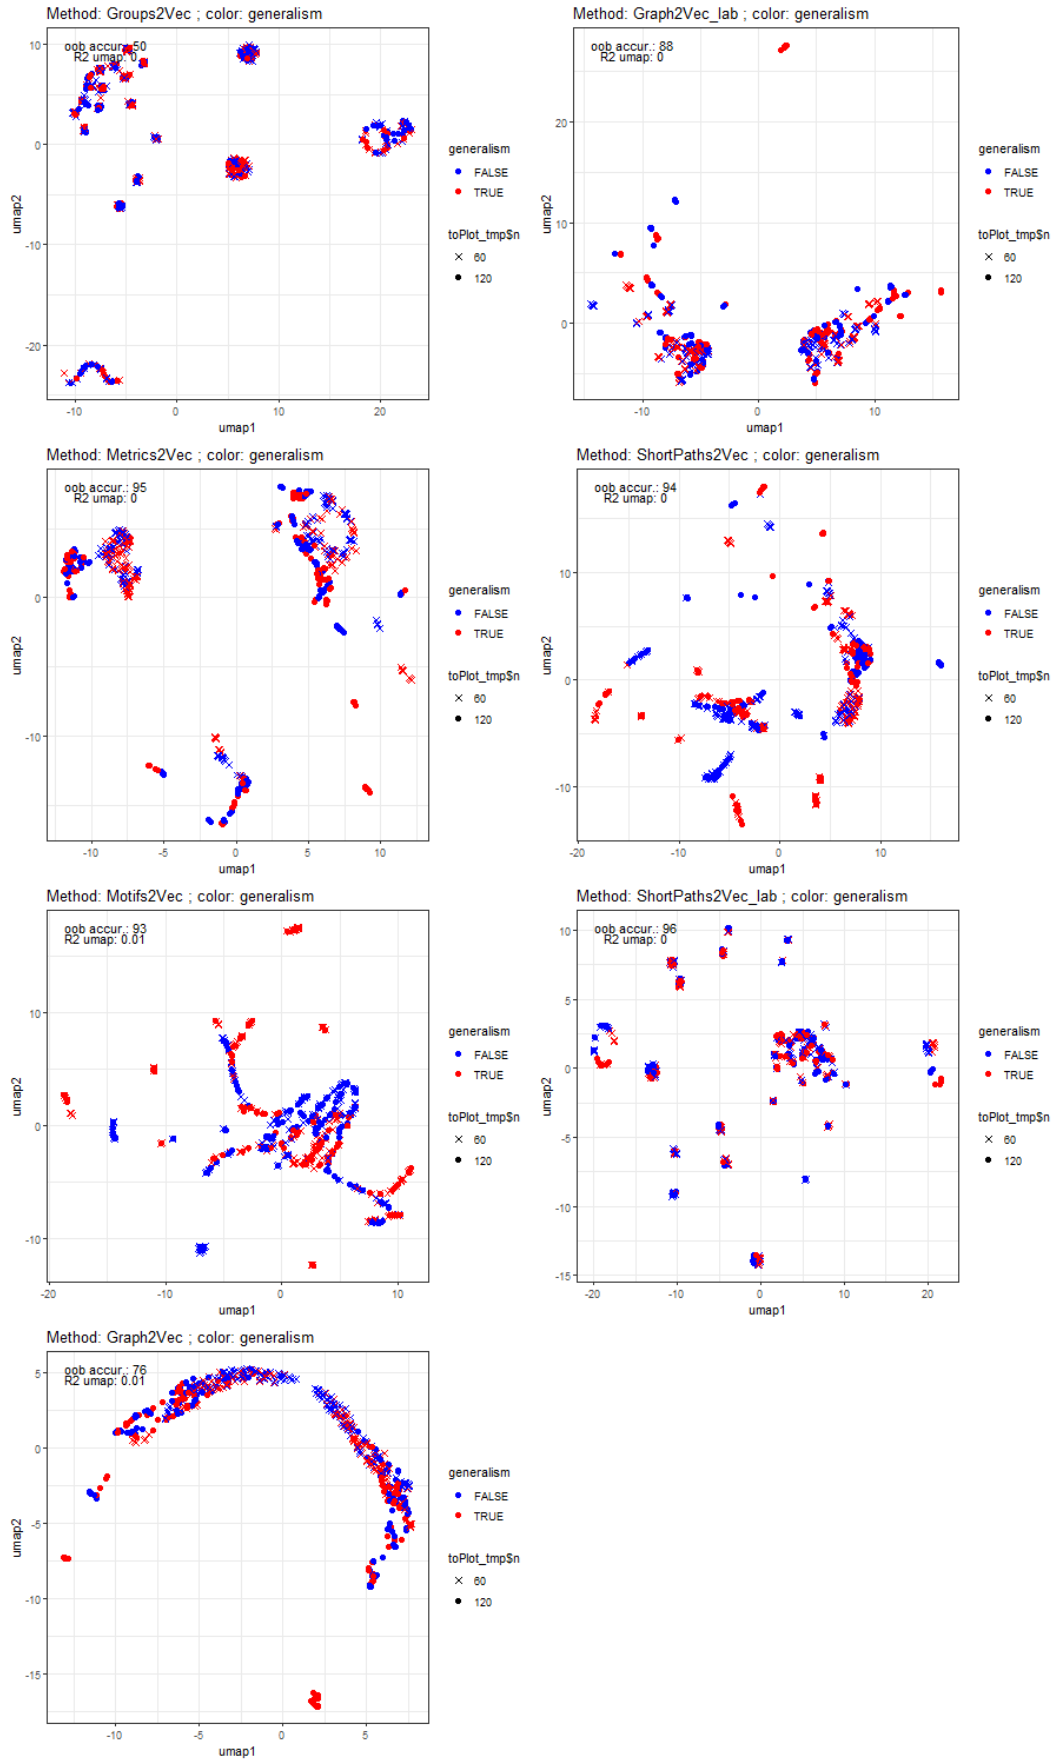 Method: Groups2Vec ; color: generalism
oob accur.: 50
R2 umap: 0
10
0
-10
-20
umap2
-10
0
10
20
umap1
generalism
FALSE
TRUE
toPlot_tmp$n
60
120
Method: Graph2Vec_lab ; color: generalism
oob accur.: 88
R2 umap: 0
20
10
0
umap2
-10
0
10
umap1
generalism
FALSE
TRUE
toPlot_tmp$n
60
120
Method: Metrics2Vec ; color: generalism
oob accur.: 95
R2 umap: 0
0
-10
umap2
-10
-5
0
5
10
umap1
generalism
FALSE
TRUE
toPlot_tmp$n
60
120
Method: ShortPaths2Vec ; color: generalism
oob accur.: 94
R2 umap: 0
10
0
-10
umap2
-20
-10
0
10
umap1
generalism
FALSE
TRUE
toPlot_tmp$n
60
120
Method: Motifs2Vec ; color: generalism
oob accur.: 93
R2 umap: 0.01
10
0
-10
umap2
-20
-10
0
10
umap1
generalism
FALSE
TRUE
toPlot_tmp$n
60
120
Method: ShortPaths2Vec_lab ; color: generalism
oob accur.: 96
R2 umap: 0
10
5
0
-5
-10
-15
umap2
-20
-10
0
10
20
umap1
generalism
FALSE
TRUE
toPlot_tmp$n
60
120
Method: Graph2Vec ; color: generalism
oob accur.: 76
R2 umap: 0.01
5
0
-5
-10
-15
umap2
-10
-5
0
5
umap1
generalism
FALSE
TRUE
toPlot_tmp$n
60
120